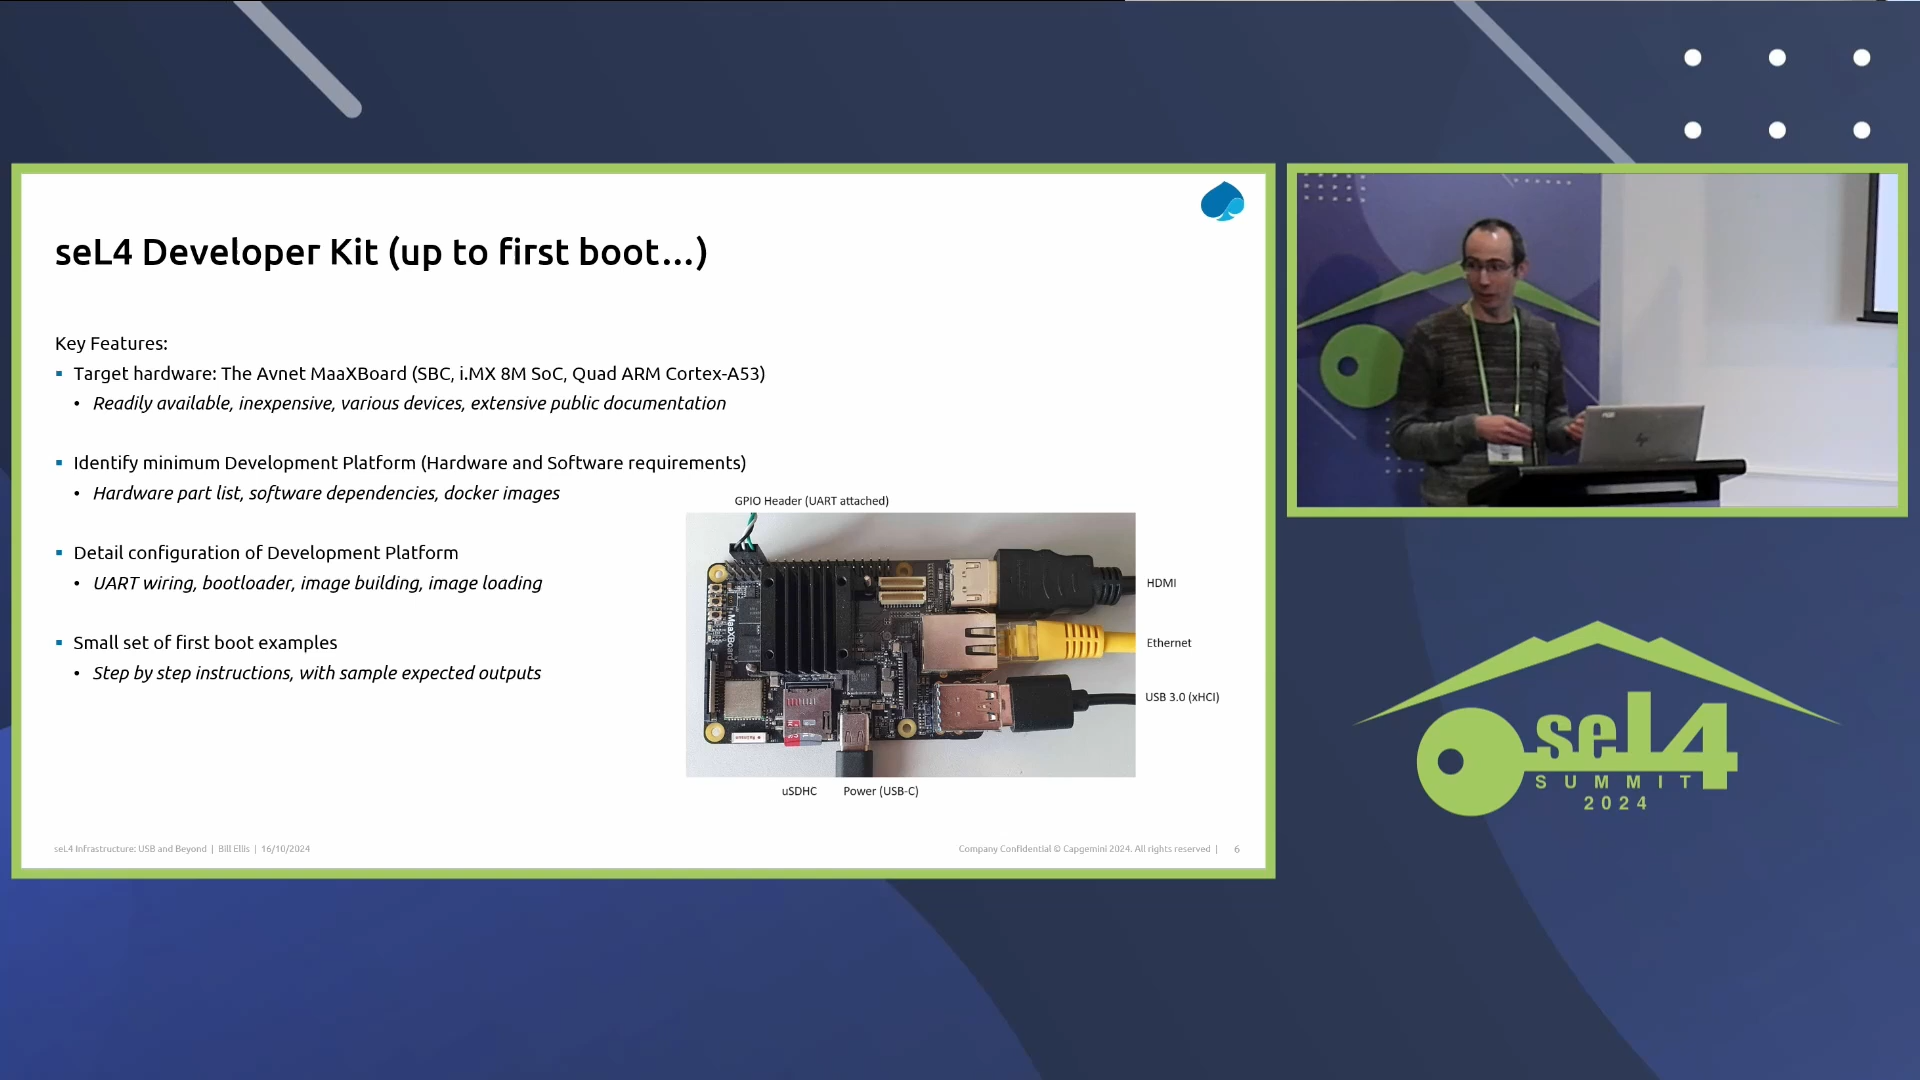 seL4 Developer Kit (up to first boot...)
Key Features:
▪ Target hardware: The Avnet MaaXBoard (SBC, i.MX 8M SoC, Quad ARM Cortex-A53)
• Readily available, inexpensive, various devices, extensive public documentation
▪ Identify minimum Development Platform (Hardware and Software requirements)
• Hardware part list, software dependencies, docker images
▪ Detail configuration of Development Platform
• UART wiring, bootloader, image building, image loading
▪ Small set of first boot examples
• Step by step instructions, with sample expected outputs
GPIO Header (UART attached)
MaaXBoard
HDMI
Ethernet
USB 3.0 (xHCI)
uSDHC
Power (USB-C)
seL4 Infrastructure: USB and Beyond | Bill Ellis | 16/10/2024
Company Confidential © Capgemini 2024. All rights reserved |
6
seL4
SUMMIT
2024